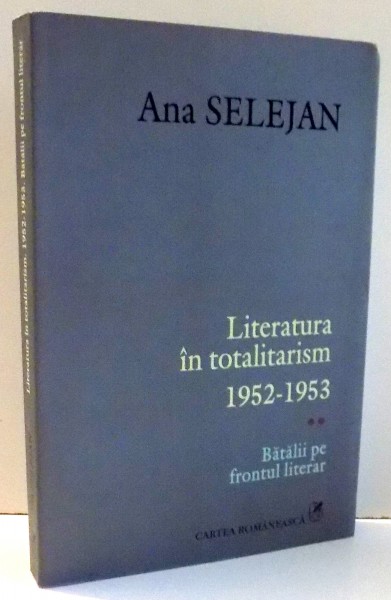 Ana SELEJAN
Literatura
în totalitarism
1952-1953
**
Bătălii pe
frontul literar
CARTEA ROMÂNEASCĂ
Literatura în totalitarism. 1952-1953. Bătălii pe frontul literar